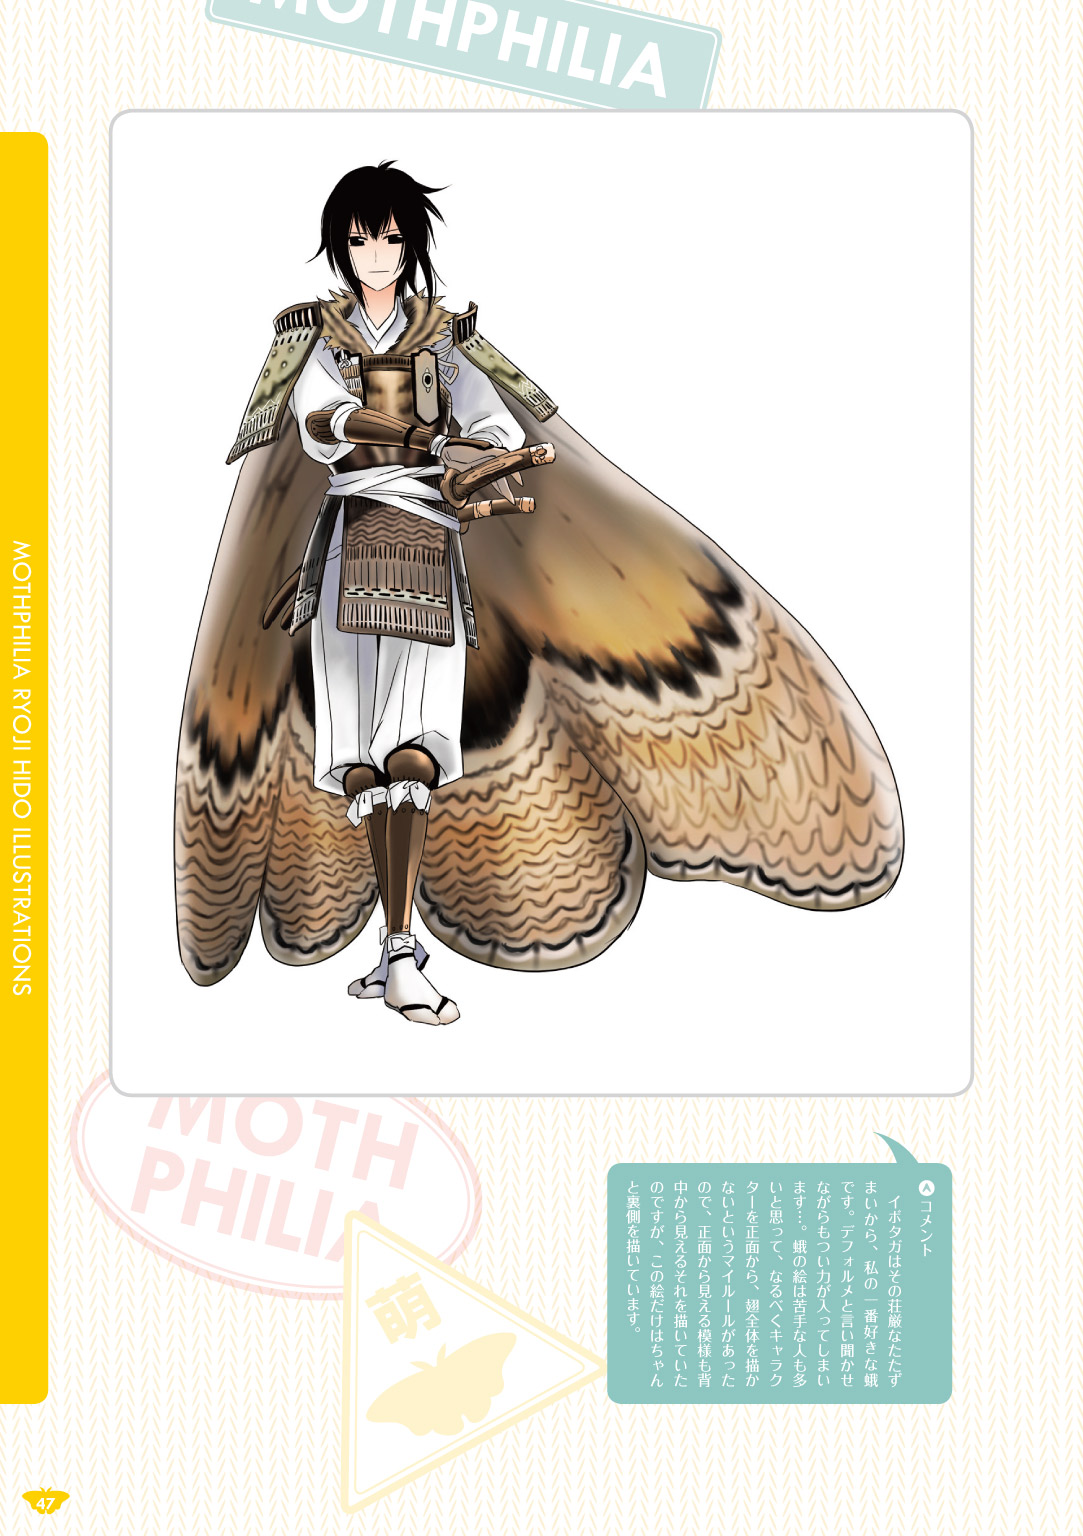 MOTHPHILIA
MOTHPHILIA RYOJI HIDO ILLUSTRATIONS
MOTH
PHILIA
萌
A コメント
イボタガはその荘厳なたたず
まいから、私の一番好きな蛾
です。デフォルメと言い聞かせ
ながらもつい力が入ってしまい
ます…。蛾の絵は苦手な人も多
いと思って、なるべくキャラク
ターを正面から、翅全体を描か
ないというマイルールがあった
ので、正面から見える模様も背
中から見えるそれを描いていた
のですが、この絵だけはちゃん
と裏側を描いています。
47